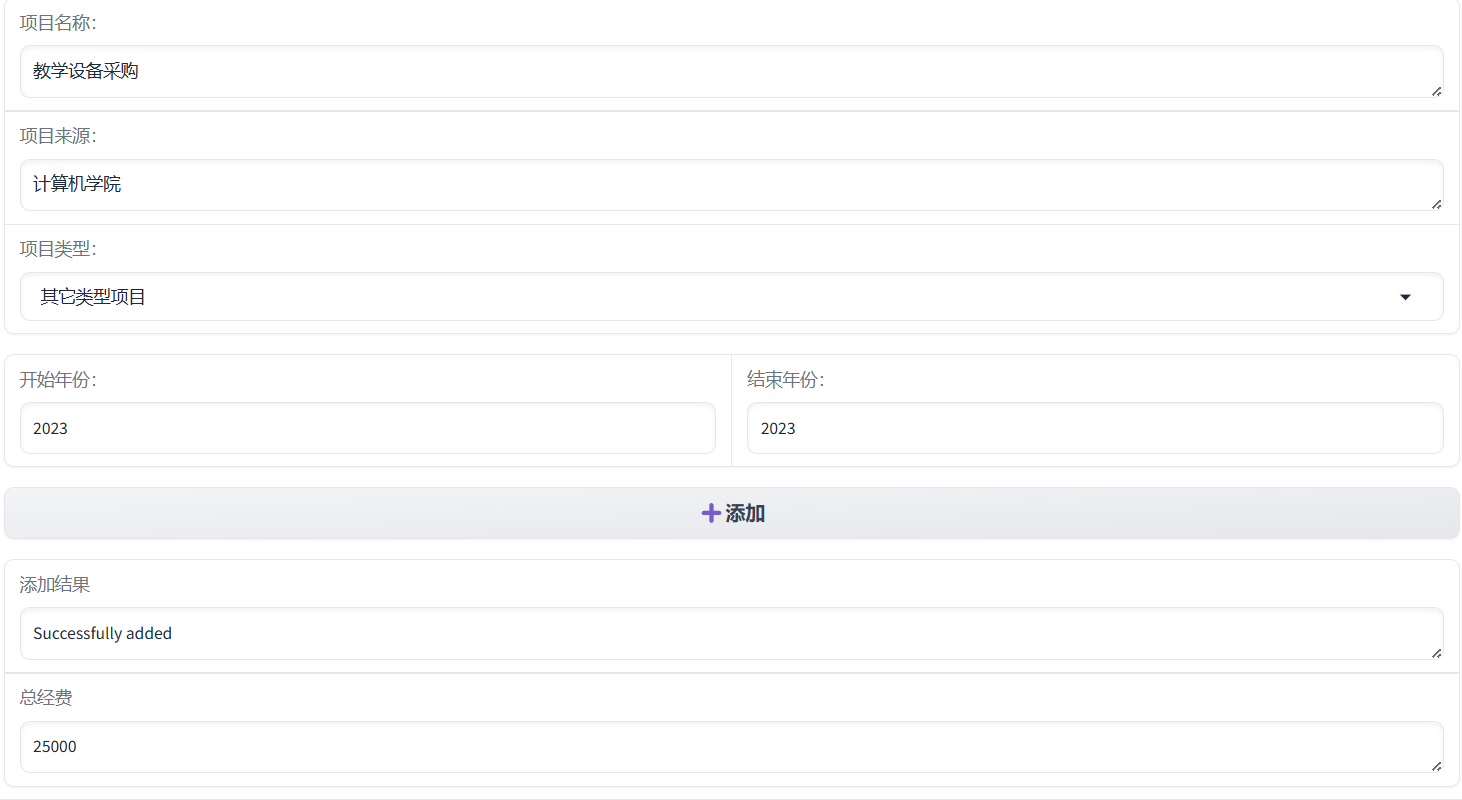 项目名称:
教学设备采购
项目来源:
计算机学院
项目类型:
其它类型项目
开始年份:
2023
结束年份:
2023
添加
添加结果
Successfully added
总经费
25000